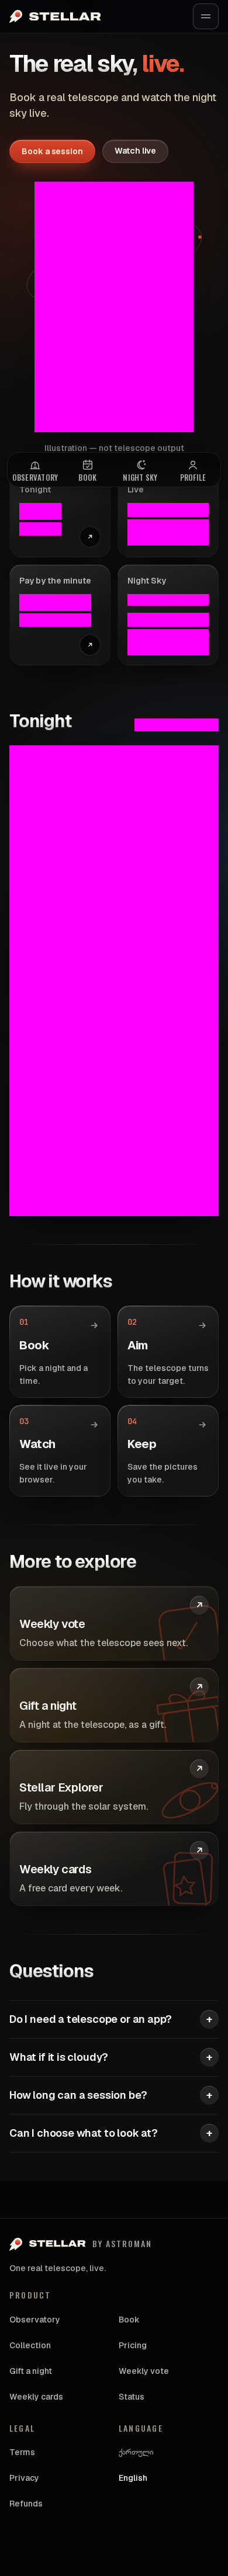 STELLAR
The real sky, live.
Book a real telescope and watch the night
sky live.
Book a session
Watch live
Illustration — not telescope output
OBSERVATORY
BOOK
NIGHT SKY
PROFILE
Tonight
Live
Pay by the minute
Night Sky
Tonight
How it works
01
Book
Pick a night and a
time.
02
Aim
The telescope turns
to your target.
03
Watch
See it live in your
browser.
04
Keep
Save the pictures
you take.
More to explore
Weekly vote
Choose what the telescope sees next.
Gift a night
A night at the telescope, as a gift.
Stellar Explorer
Fly through the solar system.
Weekly cards
A free card every week.
Questions
Do I need a telescope or an app?
What if it is cloudy?
How long can a session be?
Can I choose what to look at?
STELLAR BY ASTROMAN
One real telescope, live.
PRODUCT
Observatory
Book
Collection
Pricing
Gift a night
Weekly vote
Weekly cards
Status
LEGAL
LANGUAGE
Terms
ქართული
Privacy
English
Refunds